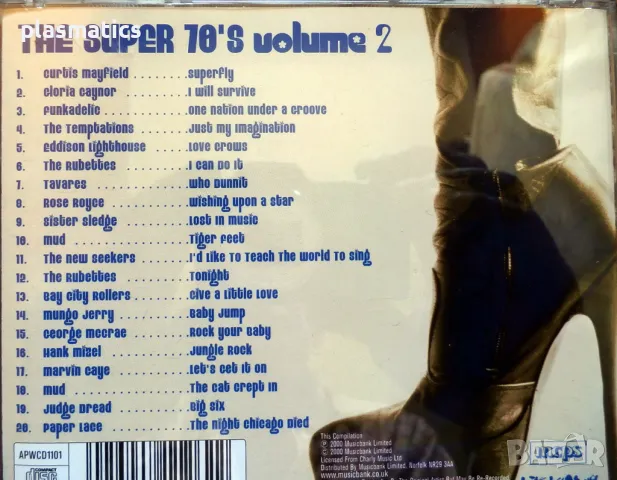 plasmatics
THE SUPER 70'S volume 2
1. curtis mayfield ........ superfly
2. Gloria Gaynor ........ I will survive
3. Funkadelic ........ One nation under a groove
4. The Temptations ........ Just my imagination
5. Eddison Lighthouse ........ Love Grows
6. The Rubettes ........ I can Do It
7. Tavares ........ Who Dunnit
8. Rose Royce ........ Wishing upon a star
9. Sister Sledge ........ Lost in Music
10. Mud ........ Tiger Feet
11. The New Seekers ........ I'd Like To Teach The World To Sing
12. The Rubettes ........ Tonight
13. Bay City Rollers ........ Give a Little Love
14. Mungo Jerry ........ Baby Jump
15. George McCrae ........ Rock your Baby
16. Hank Mizel ........ Jungle Rock
17. Marvin Gaye ........ Let's Get It on
18. Mud ........ The Cat Crept in
19. Judge Dread ........ Big Six
20. Paper Lace ........ The Night Chicago Died
APWCD1101
COMPACT
disc
This Compilation
℗ 2000 Musicbank Limited
© 2000 Musicbank Limited
Licensed From Charly Music Ltd
Distributed By Musicbank Limited, Norfolk NR29 3AA
www.musicbank.co.uk
mcps
BAZAR